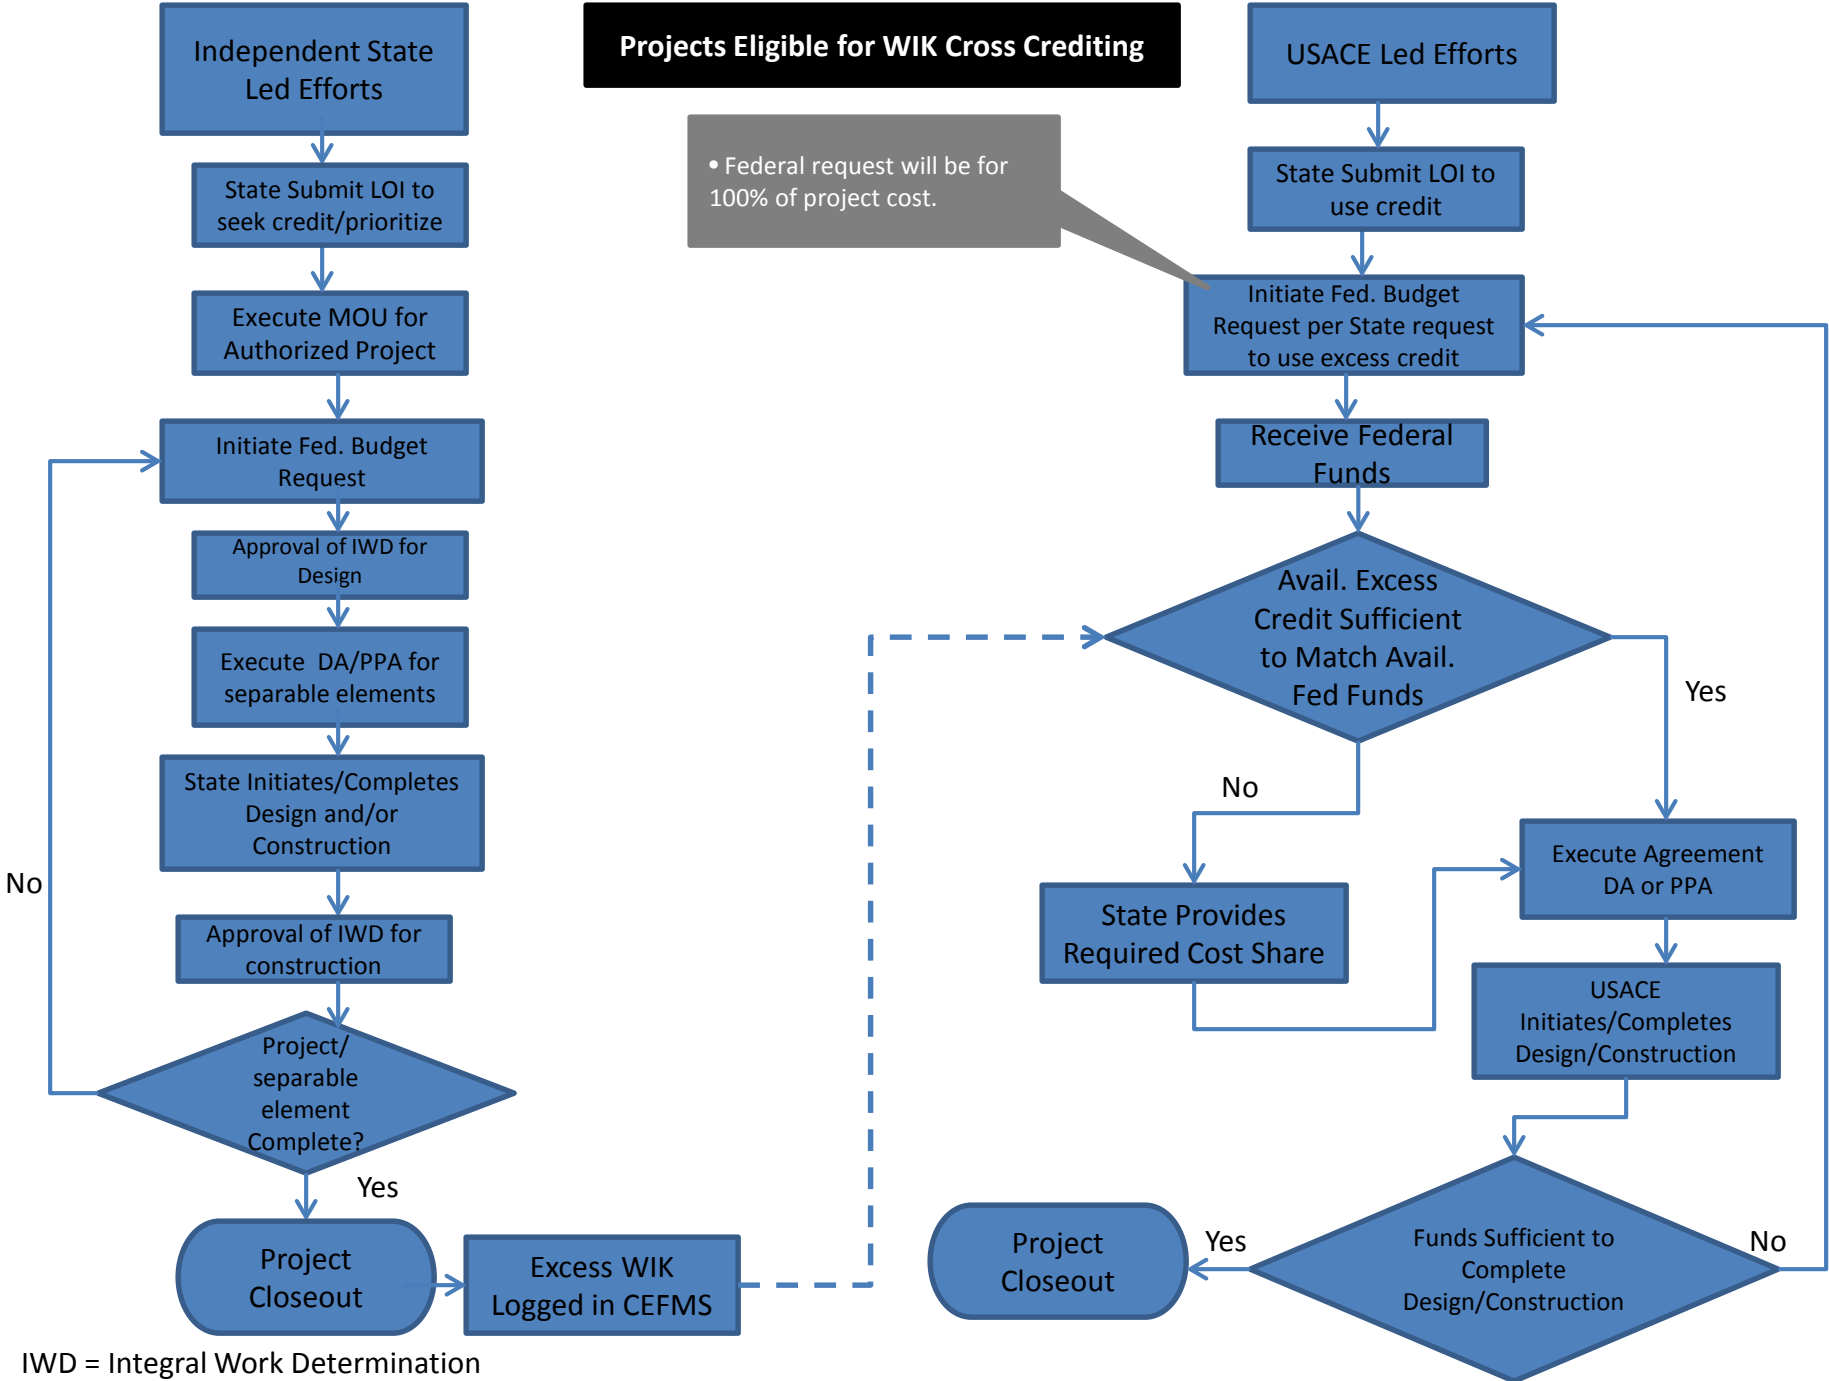 Projects Eligible for WIK Cross Crediting
Independent State
Led Efforts
State Submit LOI to
seek credit/prioritize
Execute MOU for
Authorized Project
Initiate Fed. Budget
Request
Approval of IWD for
Design
Execute DA/PPA for
separable elements
State Initiates/Completes
Design and/or
Construction
No
Approval of IWD for
construction
Project/
separable
element
Complete?
Yes
Project
Closeout
Excess WIK
Logged in CEFMS
IWD = Integral Work Determination
• Federal request will be for
100% of project cost.
USACE Led Efforts
State Submit LOI to
use credit
Initiate Fed. Budget
Request per State request
to use excess credit
Receive Federal
Funds
Avail. Excess
Credit Sufficient
to Match Avail.
Fed Funds
Yes
No
State Provides
Required Cost Share
Execute Agreement
DA or PPA
USACE
Initiates/Completes
Design/Construction
Funds Sufficient to
Complete
Design/Construction
No
Yes
Project
Closeout